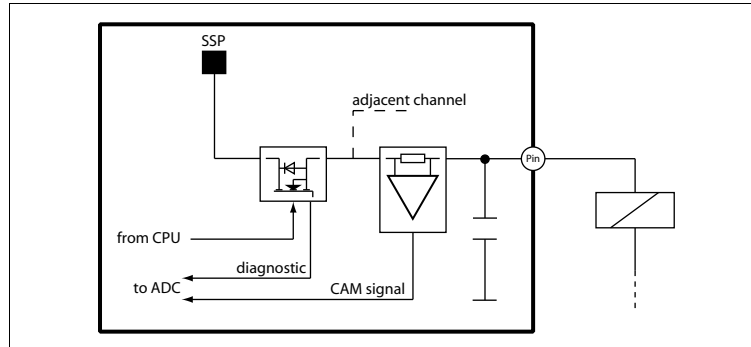 SSP
adjacent channel
Pin
from CPU
diagnostic
to ADC
CAM signal